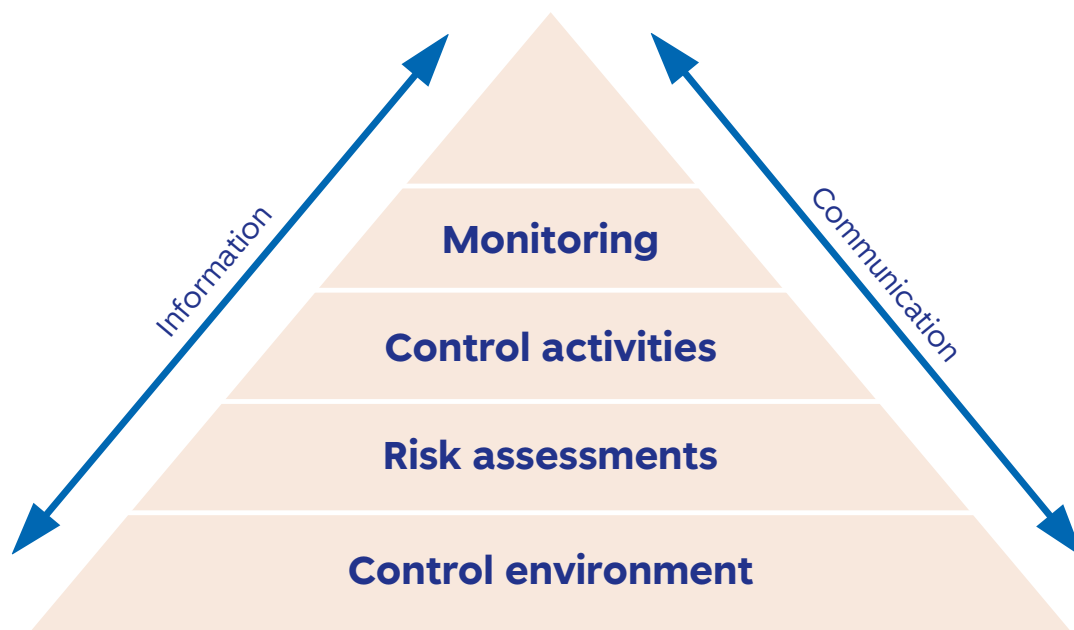 Information
Communication
Monitoring
Control activities
Risk assessments
Control environment